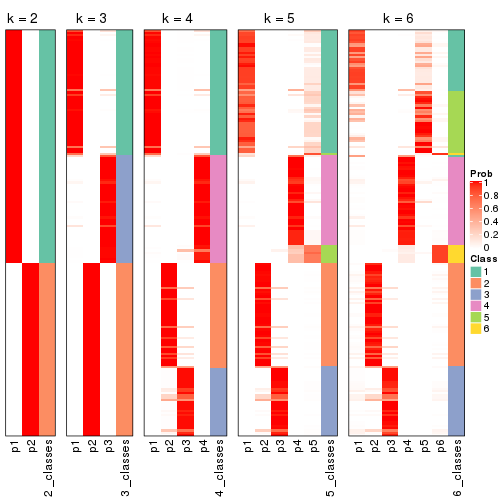 k = 2
k = 3
k = 4
k = 5
k = 6
p1
p2
2_classes
p1
p2
p3
3_classes
p1
p2
p3
p4
4_classes
p1
p2
p3
p4
p5
5_classes
p1
p2
p3
p4
p5
p6
6_classes
Prob
1
0.8
0.6
0.4
0.2
0
Class
1
2
3
4
5
6